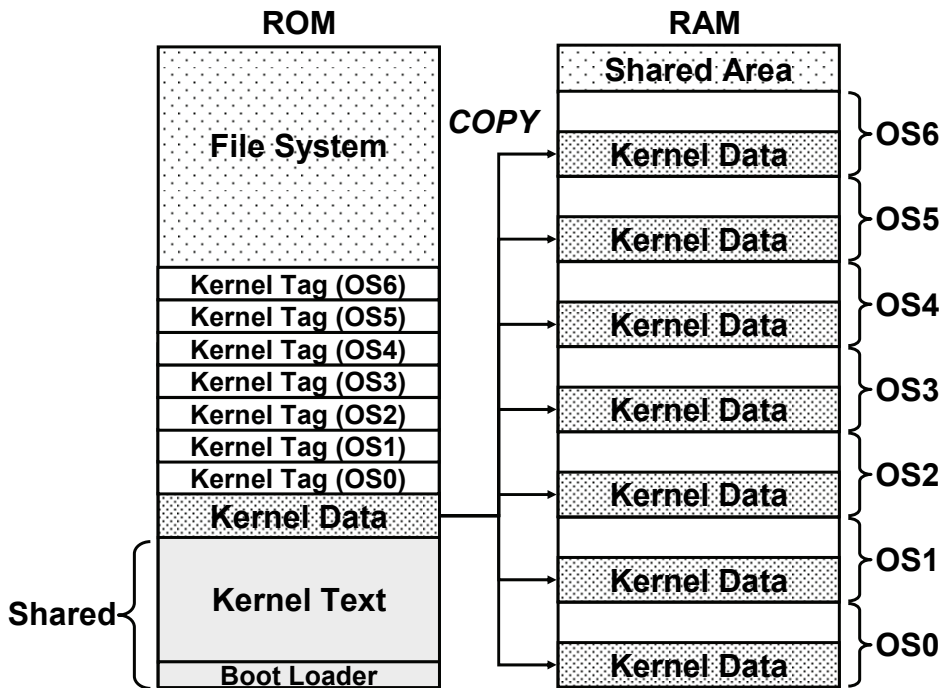 ROM
File System
Kernel Tag (OS6)
Kernel Tag (OS5)
Kernel Tag (OS4)
Kernel Tag (OS3)
Kernel Tag (OS2)
Kernel Tag (OS1)
Kernel Tag (OS0)
Kernel Data
Shared
Kernel Text
Boot Loader
COPY
RAM
Shared Area
Kernel Data
OS6
Kernel Data
OS5
Kernel Data
OS4
Kernel Data
OS3
Kernel Data
OS2
Kernel Data
OS1
Kernel Data
OS0